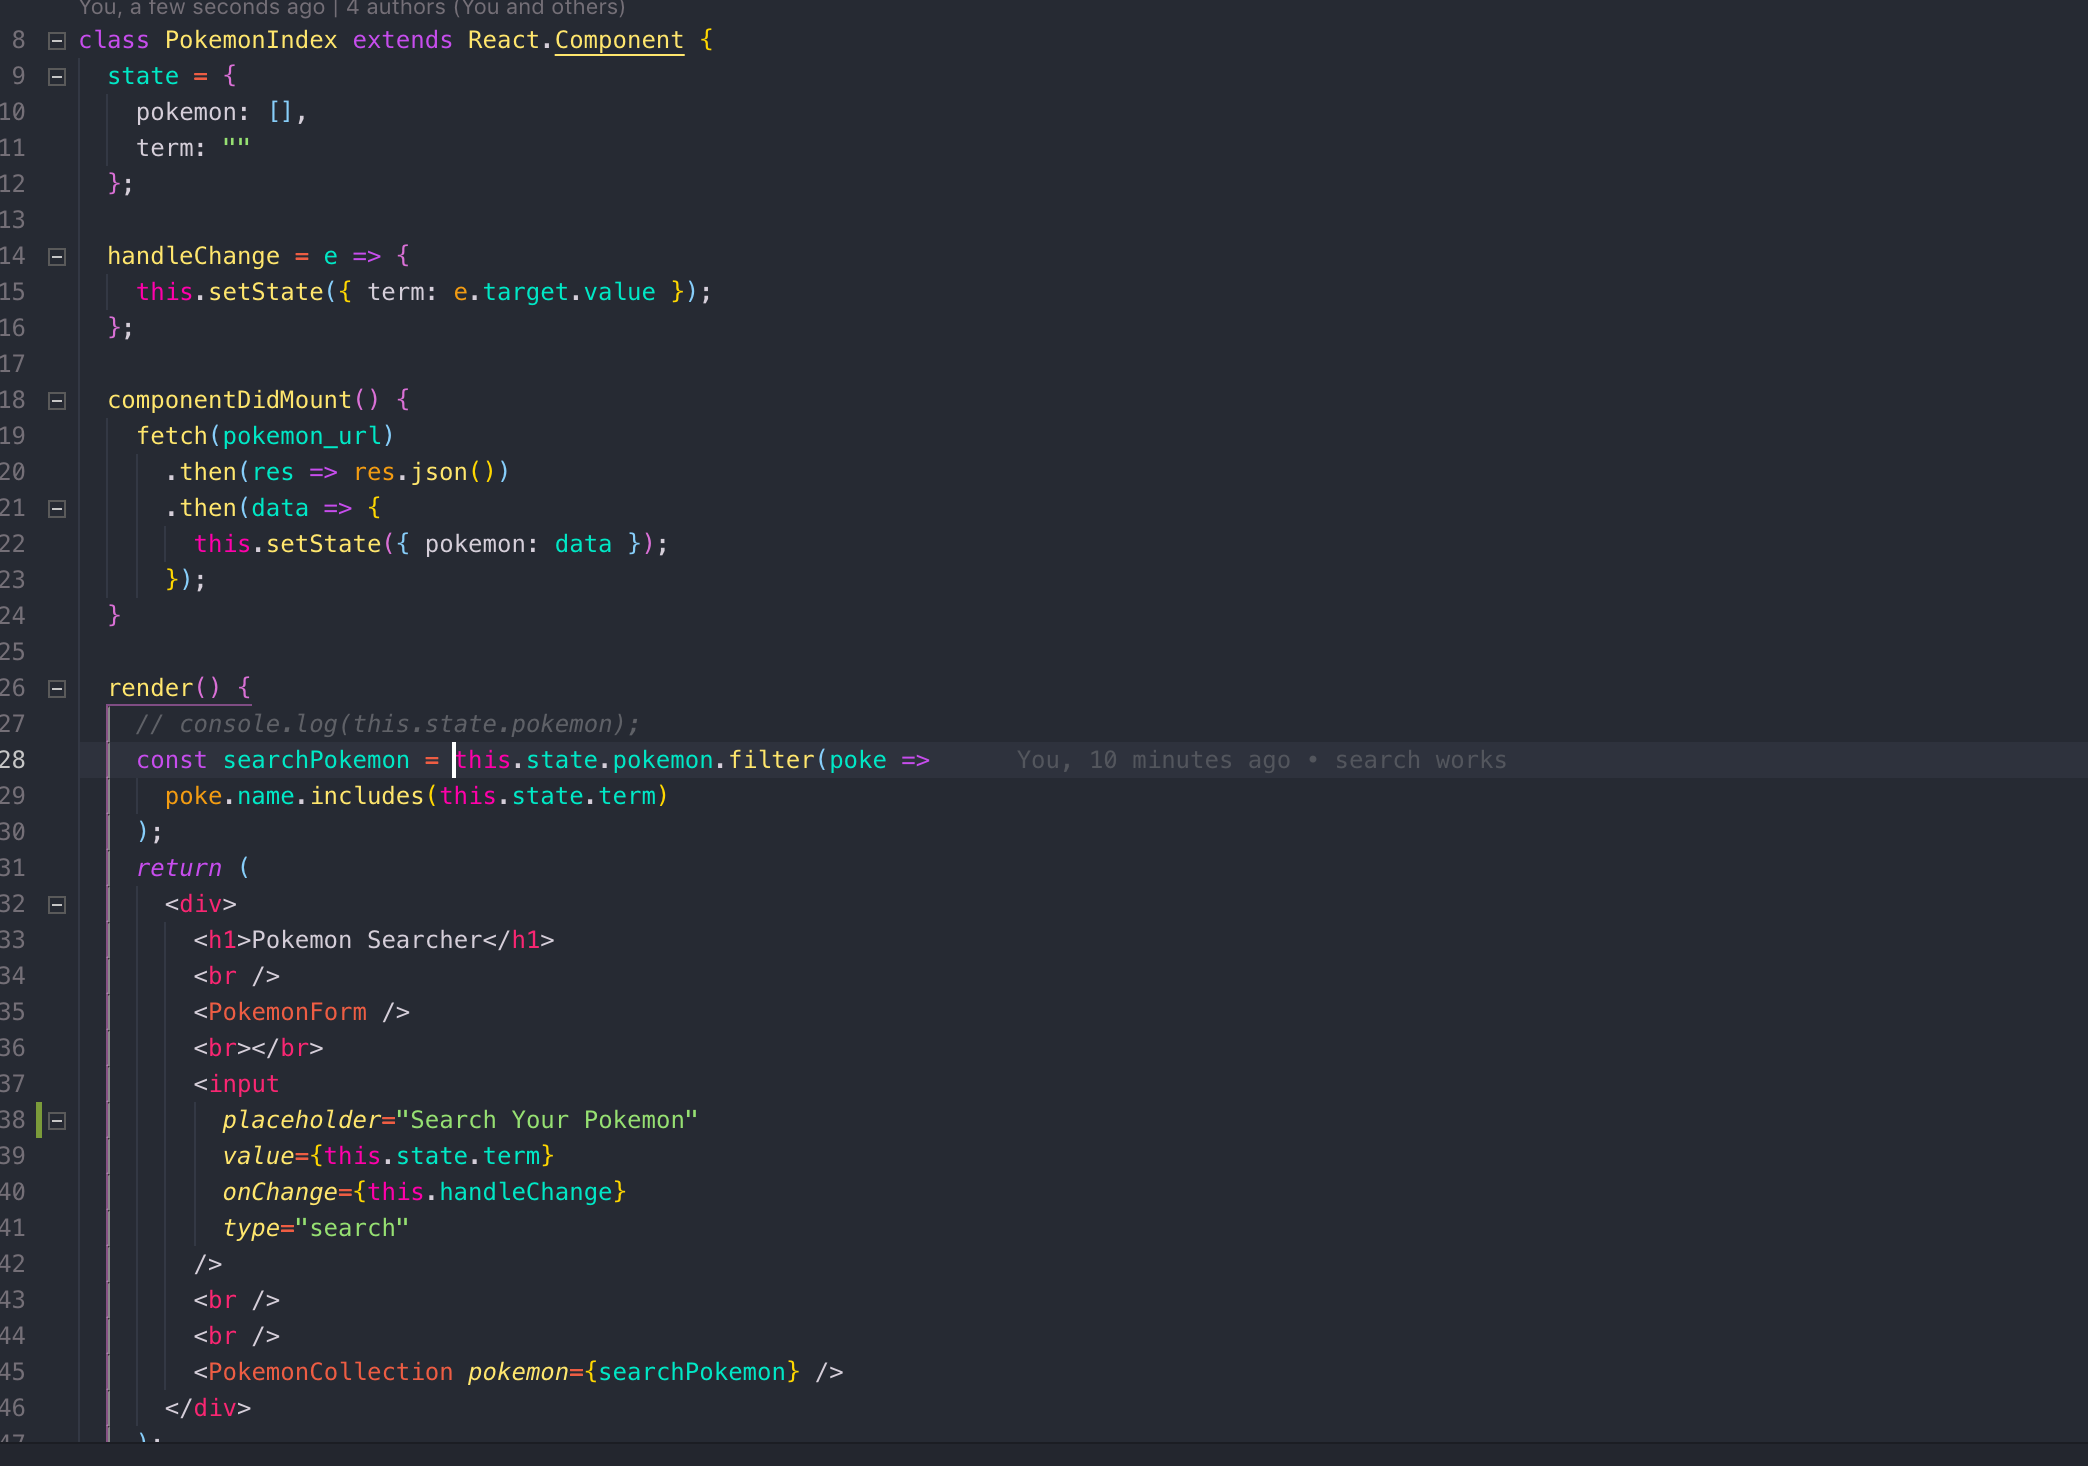 You, a few seconds ago | 4 authors (You and others)
8 class PokemonIndex extends React.Component {
9 state = {
10 pokemon: [],
11 term: ""
12 };
13
14 handleChange = e => {
15 this.setState({ term: e.target.value });
16 };
17
18 componentDidMount() {
19 fetch(pokemon_url)
20 .then(res => res.json())
21 .then(data => {
22 this.setState({ pokemon: data });
23 });
24 }
25
26 render() {
27 // console.log(this.state.pokemon);
28 const searchPokemon = this.state.pokemon.filter(poke => You, 10 minutes ago • search works
29 poke.name.includes(this.state.term)
30 );
31 return (
32 <div>
33 <h1>Pokemon Searcher</h1>
34 <br />
35 <PokemonForm />
36 <br></br>
37 <input
38 placeholder="Search Your Pokemon"
39 value={this.state.term}
40 onChange={this.handleChange}
41 type="search"
42 />
43 <br />
44 <br />
45 <PokemonCollection pokemon={searchPokemon} />
46 </div>
47 );